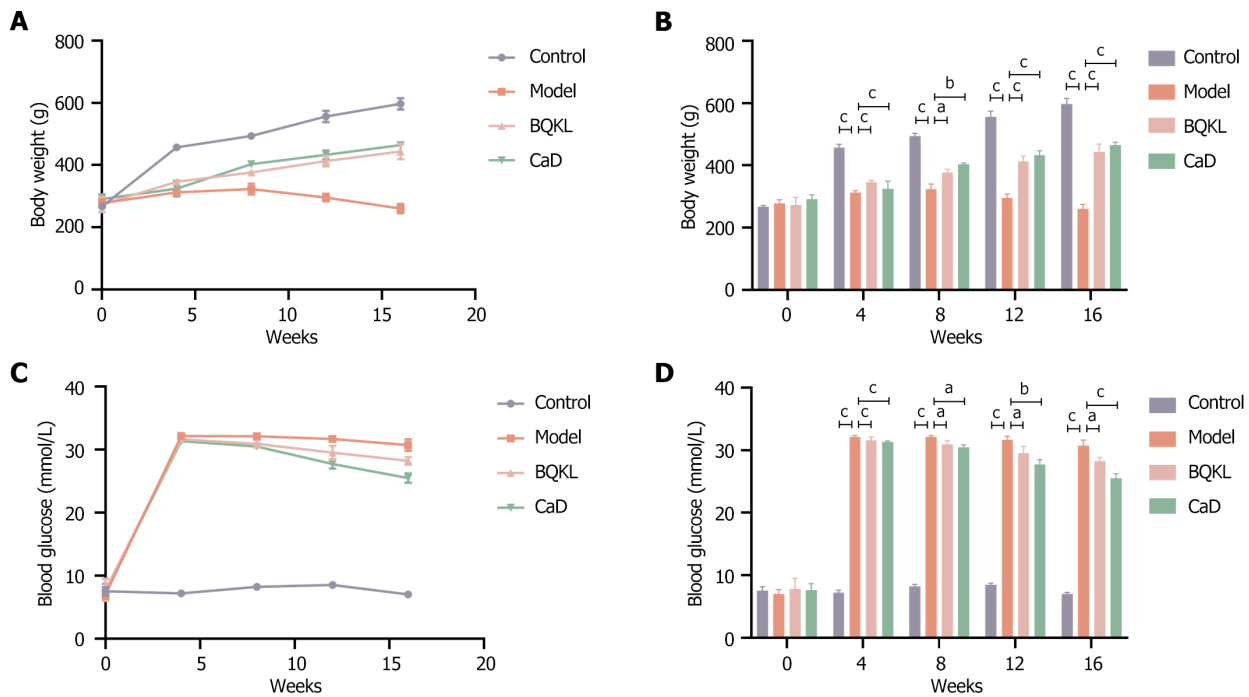 A
800
600
400
200
0
Body weight (g)
0 5 10 15 20
Weeks
Control
Model
BQKL
CaD
B
800
600
400
200
0
Body weight (g)
c
c c
b
c a
c
c c
c
c c
0 4 8 12 16
Weeks
Control
Model
BQKL
CaD
C
40
30
20
10
0
Blood glucose (mmol/L)
0 5 10 15 20
Weeks
Control
Model
BQKL
CaD
D
40
30
20
10
0
Blood glucose (mmol/L)
c
c c
a
c a
b
c a
c
c a
0 4 8 12 16
Weeks
Control
Model
BQKL
CaD